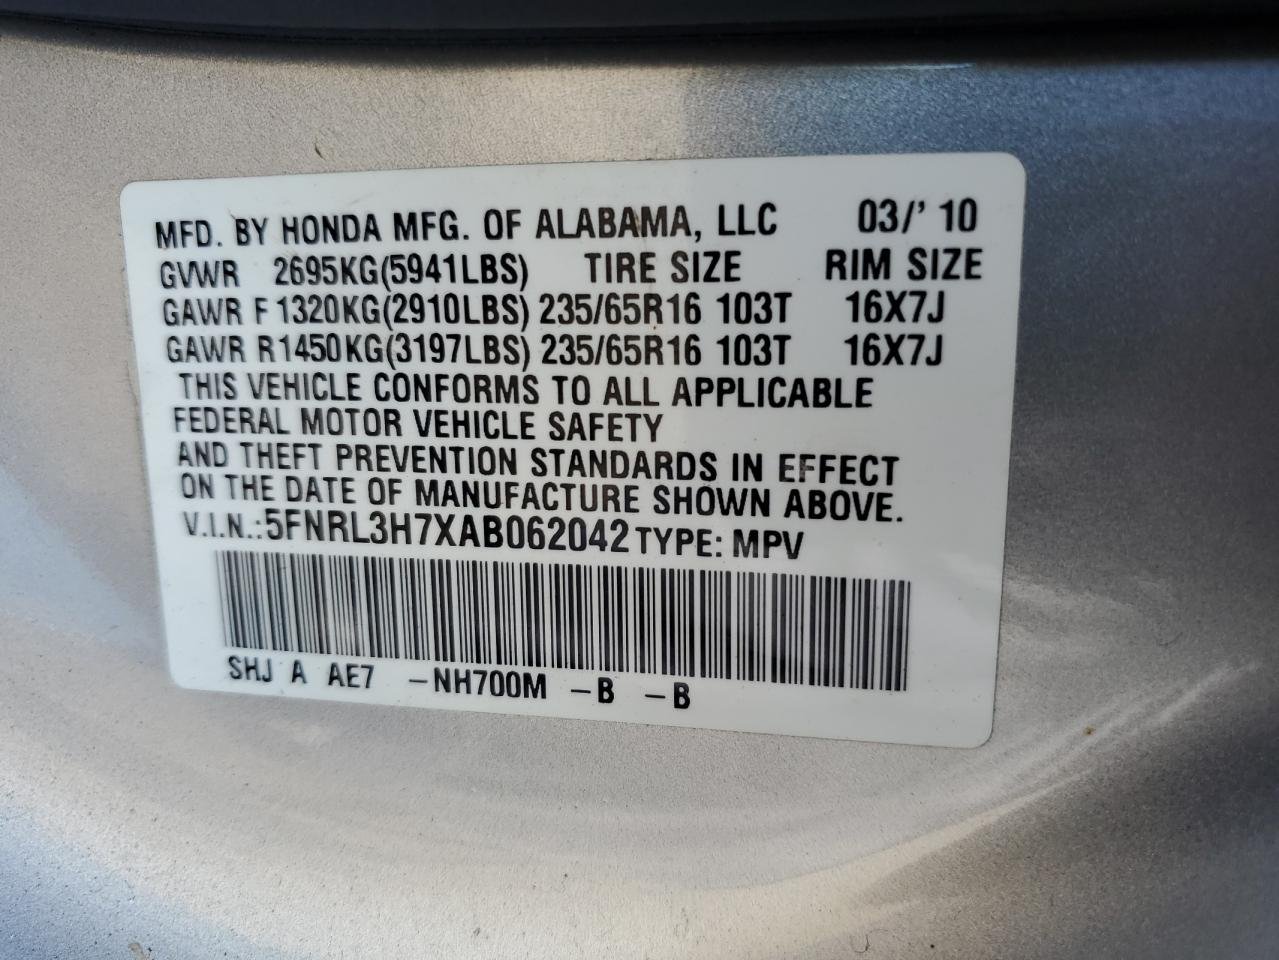 MFD. BY HONDA MFG. OF ALABAMA, LLC 03/'10
GVWR 2695KG(5941LBS) TIRE SIZE RIM SIZE
GAWR F 1320KG(2910LBS) 235/65R16 103T 16X7J
GAWR R1450KG(3197LBS) 235/65R16 103T 16X7J
THIS VEHICLE CONFORMS TO ALL APPLICABLE
FEDERAL MOTOR VEHICLE SAFETY
AND THEFT PREVENTION STANDARDS IN EFFECT
ON THE DATE OF MANUFACTURE SHOWN ABOVE.
V.I.N.:5FNRL3H7XAB062042 TYPE: MPV
SHJ A AE7 -NH700M -B -B